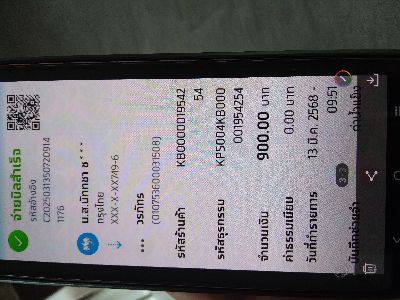 จ่ายบิลสำเร็จ
รหัสอ้างอิง
C2025031350720914
1176
น.ส.นัททชา ช***
กรุงไทย
XXX-X-XX749-6
วรภัทร
(010753600031508)
รหัสร้านค้า KB0000019542
54
รหัสธุรกรรม KPS004KB000
001954254
จำนวนเงิน 900.00 บาท
ค่าธรรมเนียม 0.00 บาท
วันที่ทำรายการ 13 มี.ค. 2568 -
09:51
บันทึกช่วยจำ ค่าน้ำแข็ง